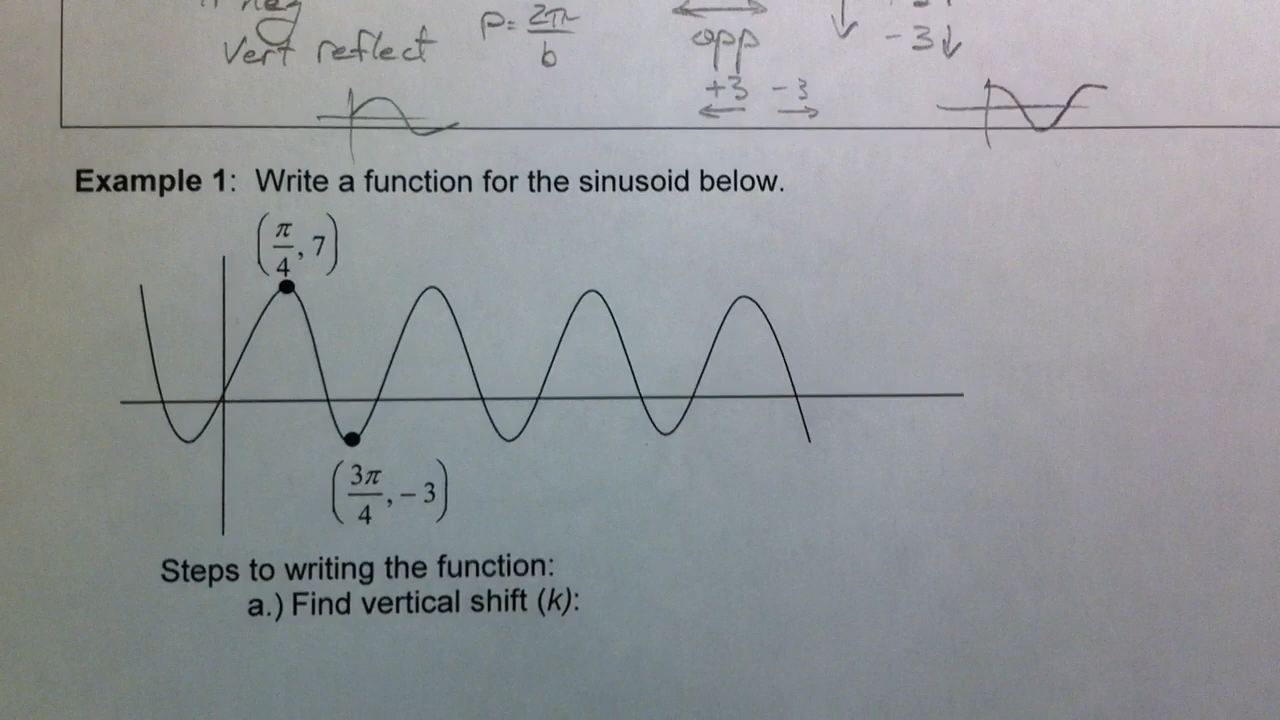 neg
Vert reflect P = 2π/b opp ↓ -3↓
+3 -3
Example 1: Write a function for the sinusoid below.
(π/4, 7)
(3π/4, -3)
Steps to writing the function:
a.) Find vertical shift (k):